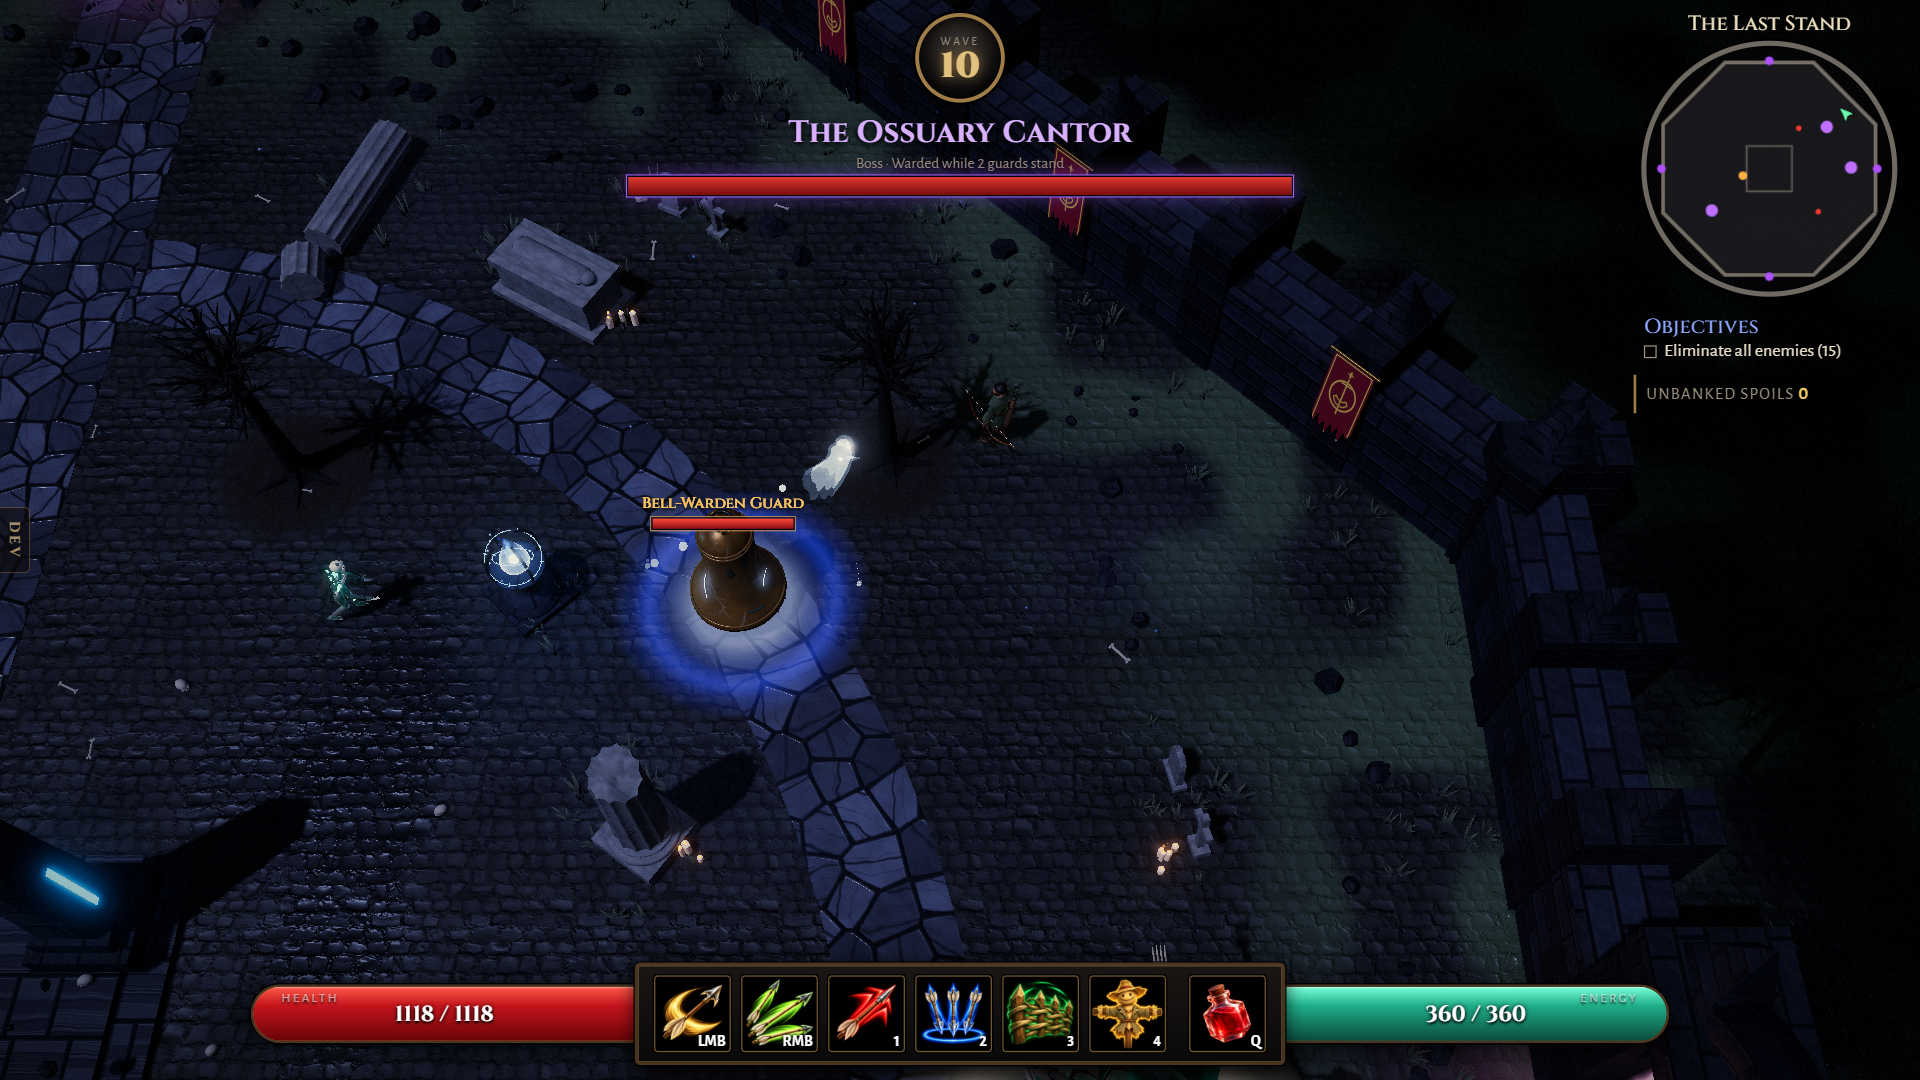 WAVE
10
THE OSSUARY CANTOR
Boss · Warded while 2 guards stand
THE LAST STAND
OBJECTIVES
Eliminate all enemies (15)
UNBANKED SPOILS 0
BELL-WARDEN GUARD
DEV
HEALTH
1118 / 1118
LMB
RMB
1
2
3
4
Q
ENERGY
360 / 360